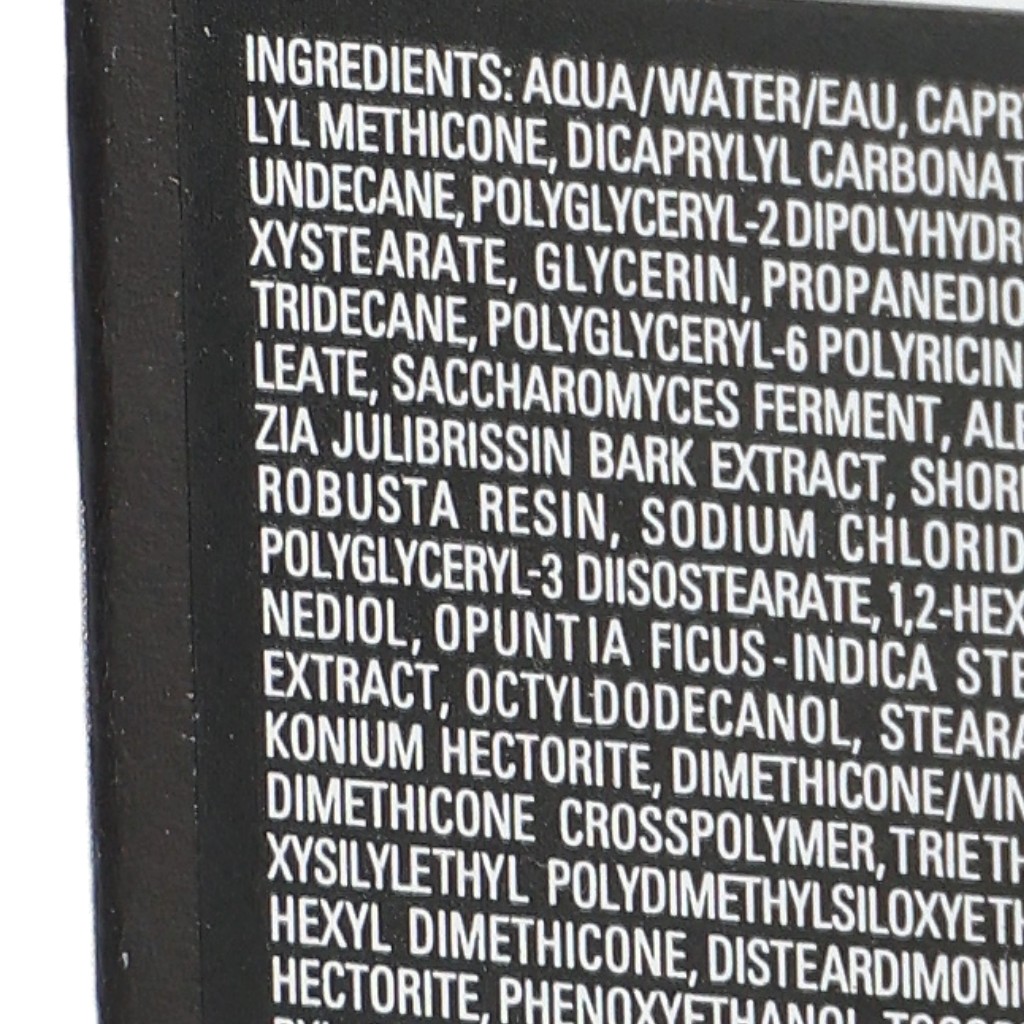 INGREDIENTS: AQUA/WATER/EAU, CAPR
LYL METHICONE, DICAPRYLYL CARBONAT
UNDECANE, POLYGLYCERYL-2 DIPOLYHYDR
XYSTEARATE, GLYCERIN, PROPANEDIO
TRIDECANE, POLYGLYCERYL-6 POLYRICIN
LEATE, SACCHAROMYCES FERMENT, AL
ZIA JULIBRISSIN BARK EXTRACT, SHOR
ROBUSTA RESIN, SODIUM CHLORID
POLYGLYCERYL-3 DIISOSTEARATE, 1,2-HEX
NEDIOL, OPUNTIA FICUS-INDICA STE
EXTRACT, OCTYLDODECANOL, STEARA
KONIUM HECTORITE, DIMETHICONE/VIN
DIMETHICONE CROSSPOLYMER, TRIETH
XYSILYLETHYL POLYDIMETHYLSILOXYETH
HEXYL DIMETHICONE, DISTEARDIMONI
HECTORITE, PHENOXYETHANOL